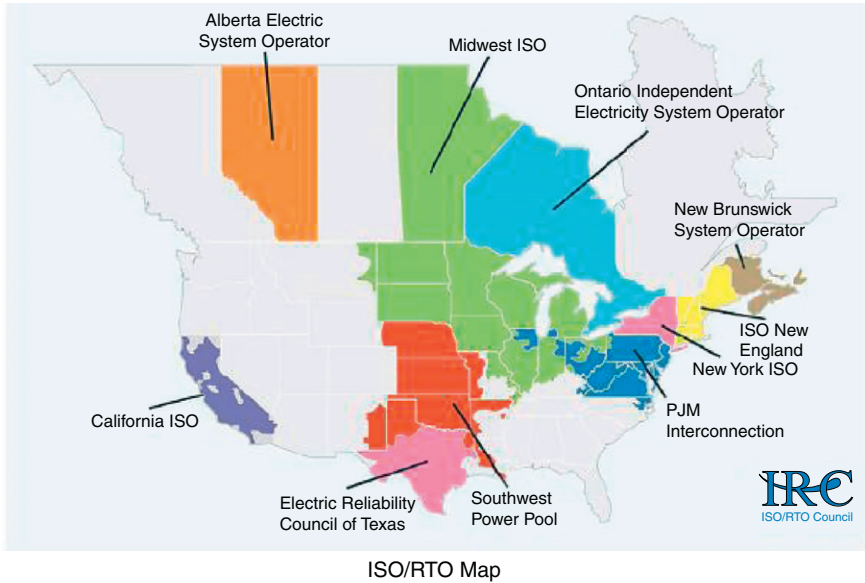 Alberta Electric
System Operator
Midwest ISO
Ontario Independent
Electricity System Operator
New Brunswick
System Operator
ISO New
England
New York ISO
PJM
Interconnection
California ISO
Electric Reliability
Council of Texas
Southwest
Power Pool
IRC
ISO/RTO Council
ISO/RTO Map